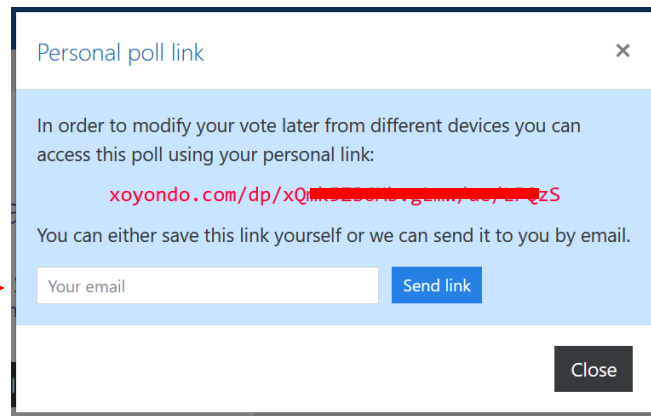 Personal poll link
×
In order to modify your vote later from different devices you can
access this poll using your personal link:
xoyondo.com/dp/xQ zS
You can either save this link yourself or we can send it to you by email.
Your email
Send link
Close